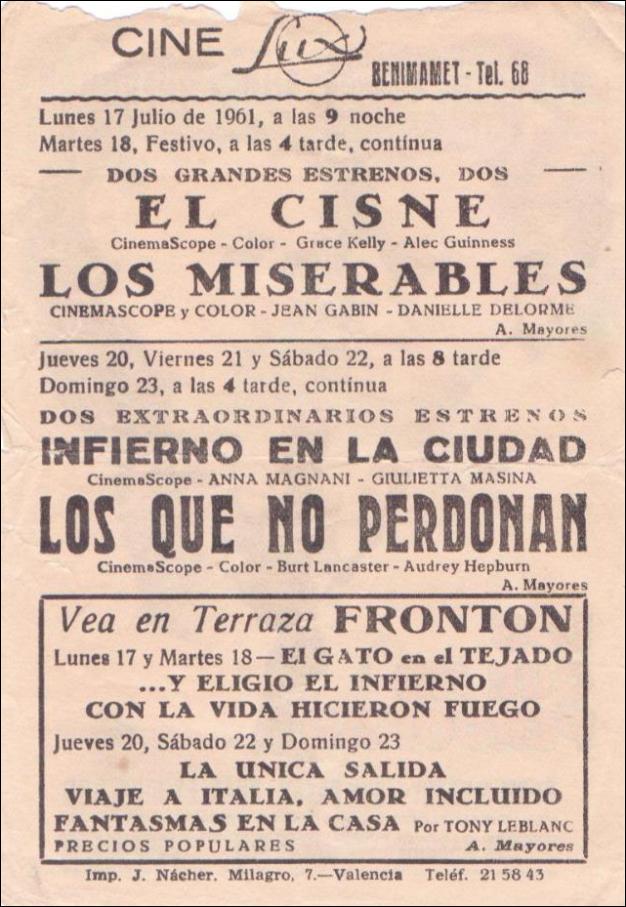 CINE Lux
BENIMAMET - Tel. 68
Lunes 17 Julio de 1961, a las 9 noche
Martes 18, Festivo, a las 4 tarde, contínua
DOS GRANDES ESTRENOS, DOS
EL CISNE
CinemaScope - Color - Grace Kelly - Alec Guinness
LOS MISERABLES
CINEMASCOPE y COLOR - JEAN GABIN - DANIELLE DELORME
A. Mayores
Jueves 20, Viernes 21 y Sábado 22, a las 8 tarde
Domingo 23, a las 4 tarde, contínua
DOS EXTRAORDINARIOS ESTRENOS
INFIERNO EN LA CIUDAD
CinemaScope - ANNA MAGNANI - GIULIETTA MASINA
LOS QUE NO PERDONAN
CinemaScope - Color - Burt Lancaster - Audrey Hepburn
A. Mayores
Vea en Terraza FRONTON
Lunes 17 y Martes 18 — El GATO en el TEJADO
...Y ELIGIO EL INFIERNO
CON LA VIDA HICIERON FUEGO
Jueves 20, Sábado 22 y Domingo 23
LA UNICA SALIDA
VIAJE A ITALIA, AMOR INCLUIDO
FANTASMAS EN LA CASA Por TONY LEBLANC
PRECIOS POPULARES A. Mayores
Imp. J. Nácher. Milagro, 7.—Valencia Teléf. 21 58 43